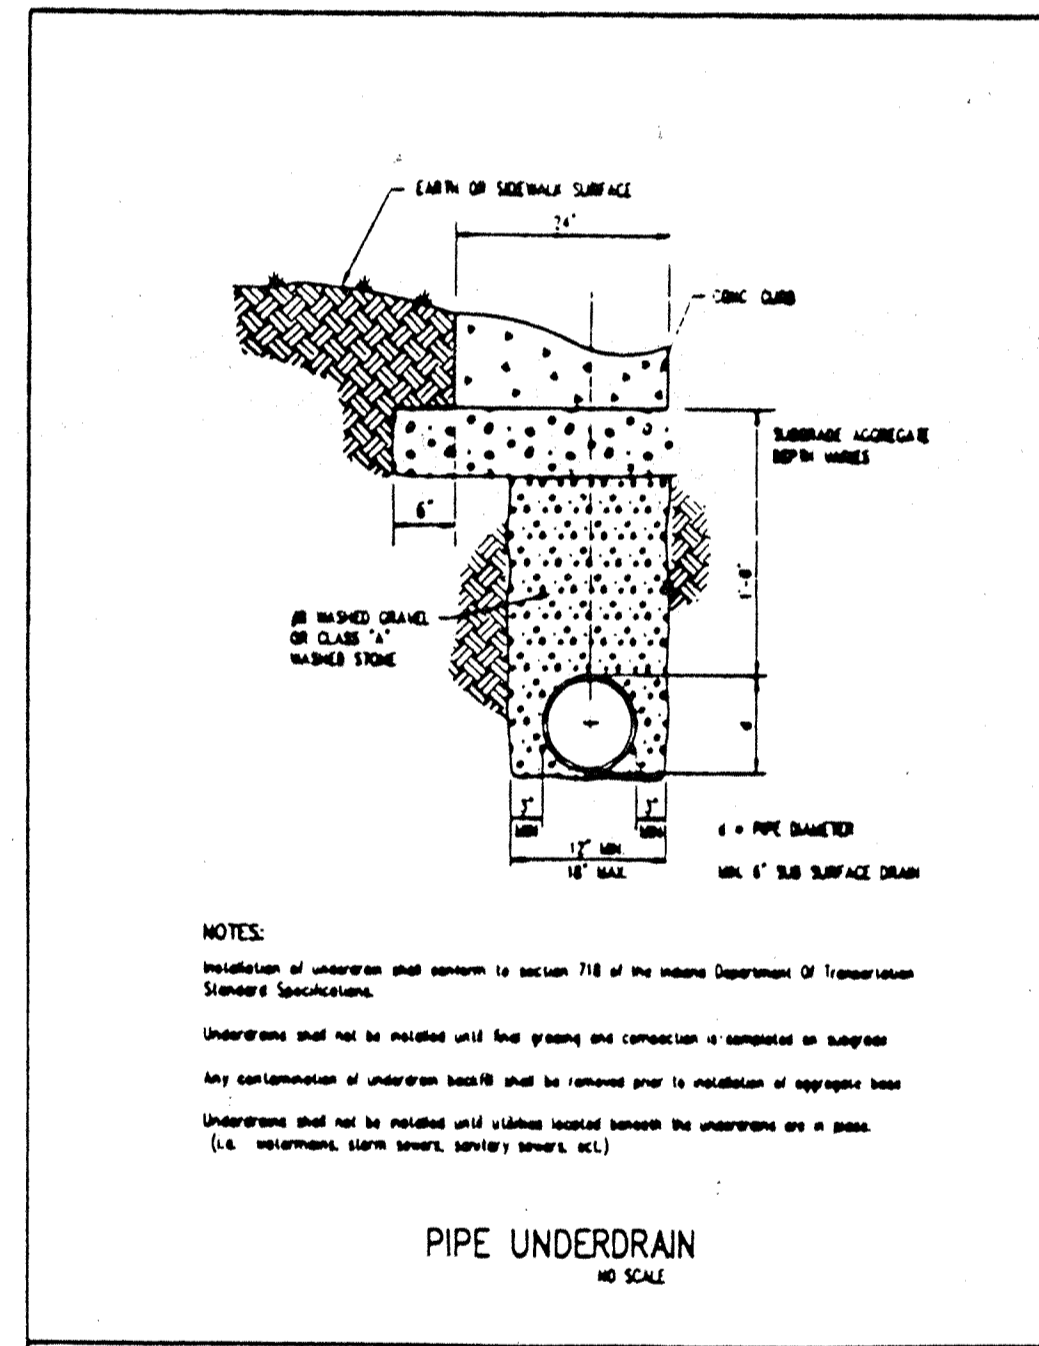 EARTH OR SIDEWALK SURFACE
24"
CONC CURB
SUBGRADE AGGREGATE
DEPTH VARIES
6"
WASHED GRAVEL
OR CLASS "A"
WASHED STONE
d
3"
MIN
3"
MIN
12" MIN.
18" MAX.
d = PIPE DIAMETER
MIN. 6" SUB SURFACE DRAIN
NOTES:
Installation of underdrain shall conform to section 718 of the Indiana Department Of Transportation
Standard Specifications.
Underdrains shall not be installed until final grading and compaction is completed on subgrade
Any contamination of underdrain backfill shall be removed prior to installation of aggregate base
Underdrains shall not be installed until utilities located beneath the underdrains are in place.
(i.e. watermains, storm sewers, sanitary sewers, ect.)
PIPE UNDERDRAIN
NO SCALE